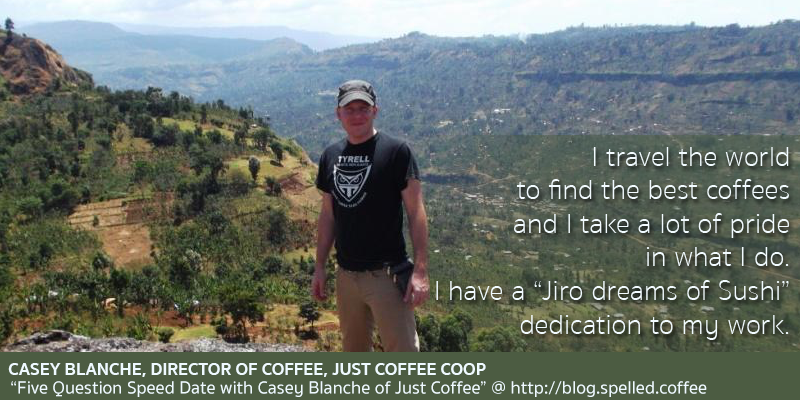 TYRELL
I travel the world
to find the best coffees
and I take a lot of pride
in what I do.
I have a “Jiro dreams of Sushi”
dedication to my work.
CASEY BLANCHE, DIRECTOR OF COFFEE, JUST COFFEE COOP
“Five Question Speed Date with Casey Blanche of Just Coffee” @ http://blog.spelled.coffee